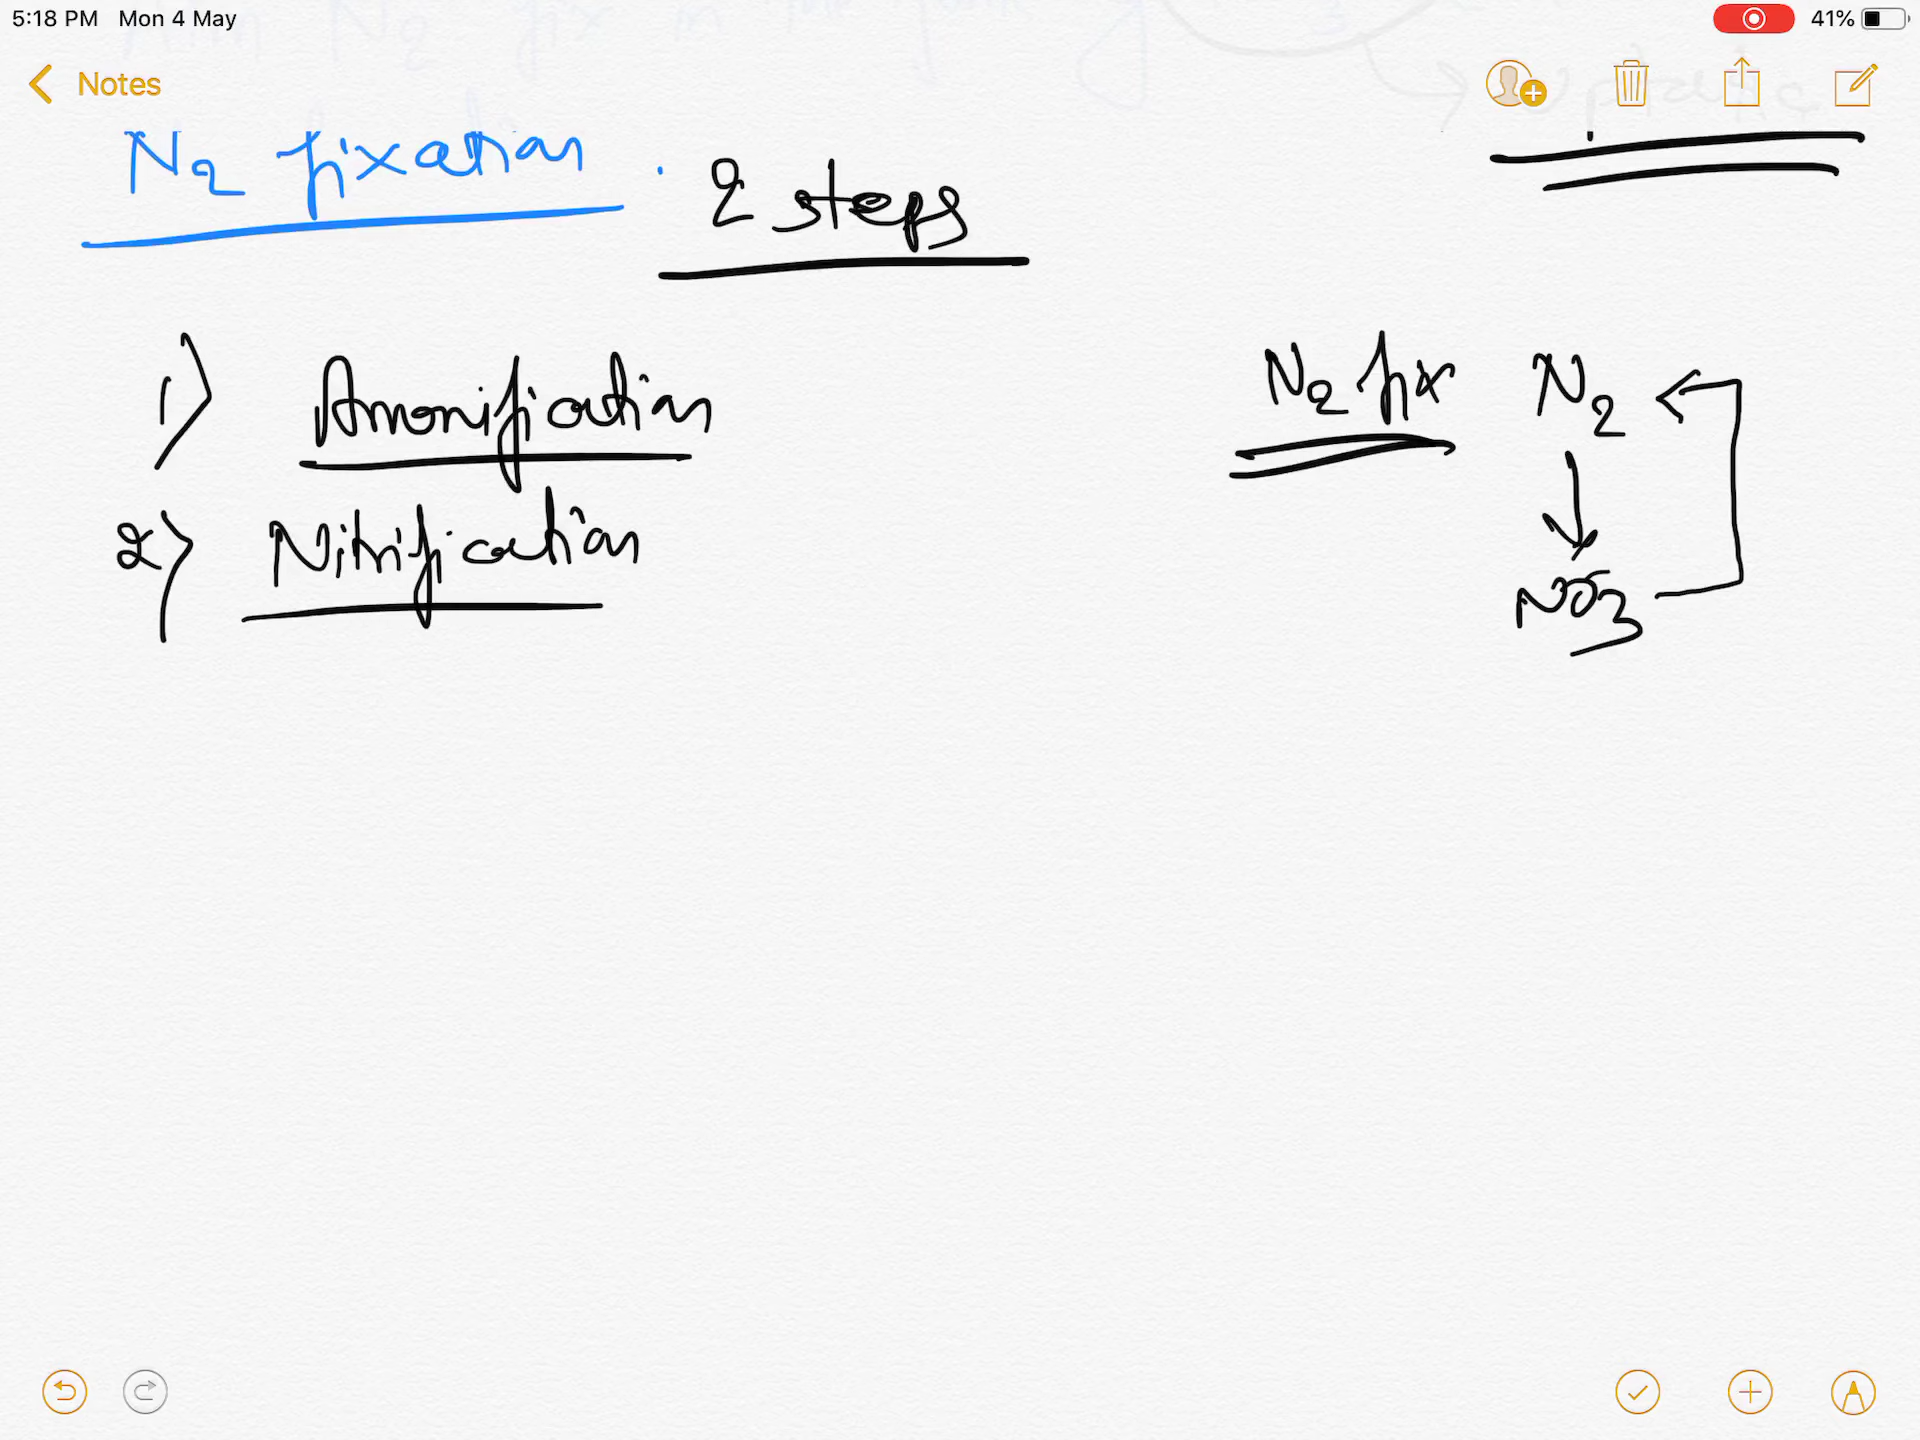 5:18 PM Mon 4 May 41%
Notes
N2 fixation . 2 steps
1) Amonification
2) Nitrification
N2 fix N2
NO3